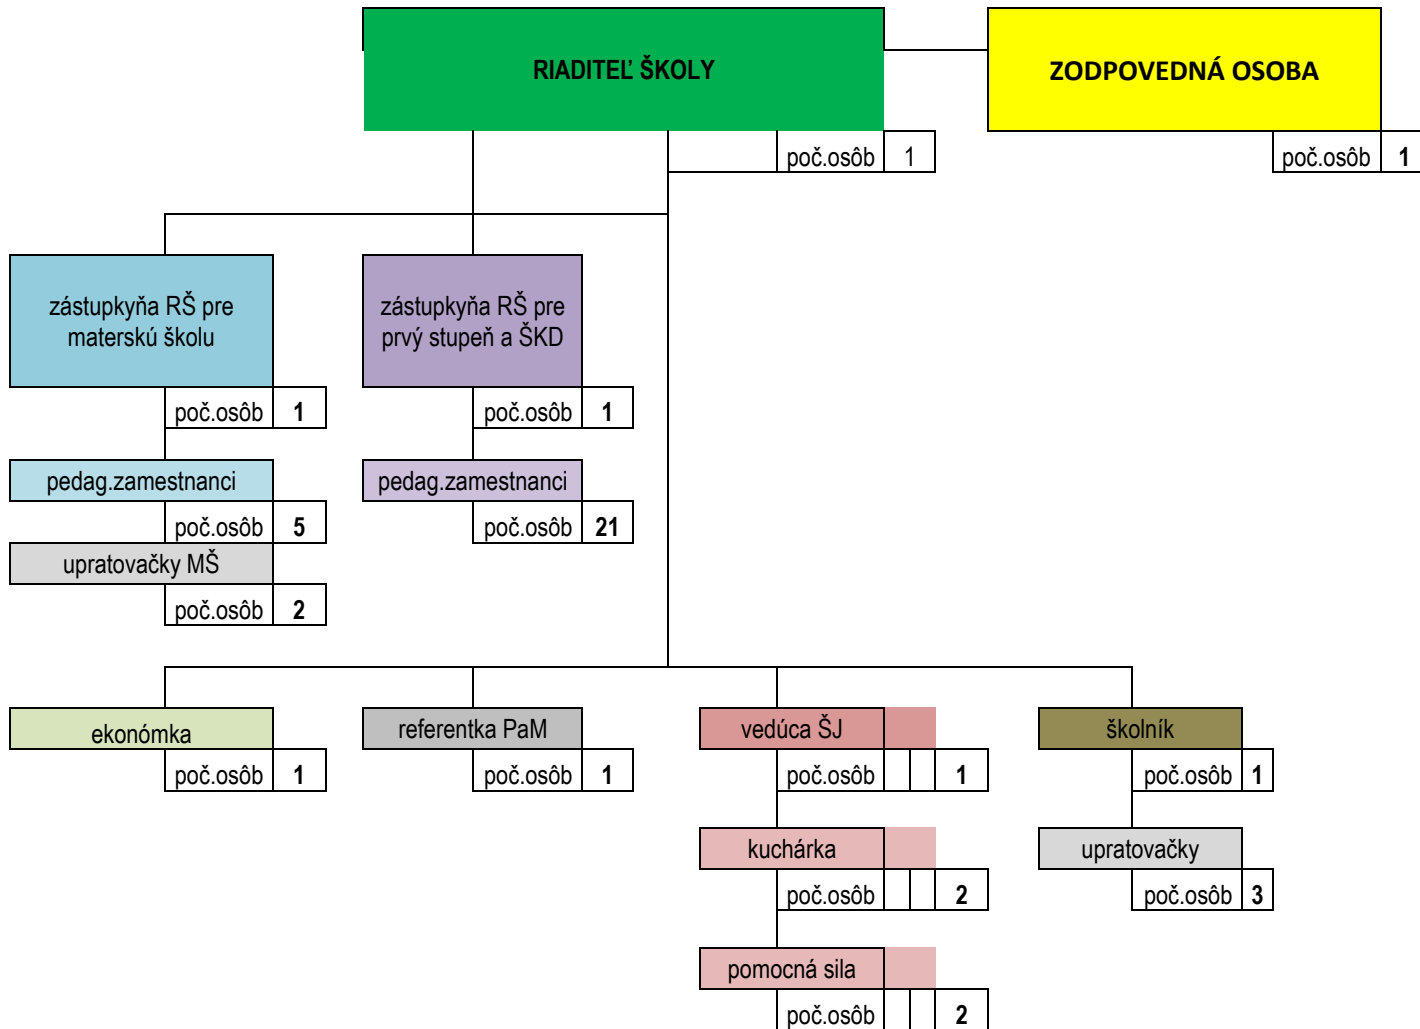 RIADITEĽ ŠKOLY
ZODPOVEDNÁ OSOBA
poč.osôb 1
poč.osôb 1
zástupkyňa RŠ pre
materskú školu
zástupkyňa RŠ pre
prvý stupeň a ŠKD
poč.osôb 1
poč.osôb 1
pedag.zamestnanci
pedag.zamestnanci
poč.osôb 5
poč.osôb 21
upratovačky MŠ
poč.osôb 2
ekonómka
referentka PaM
vedúca ŠJ
školník
poč.osôb 1
poč.osôb 1
poč.osôb 1
poč.osôb 1
kuchárka
upratovačky
poč.osôb 2
poč.osôb 3
pomocná sila
poč.osôb 2